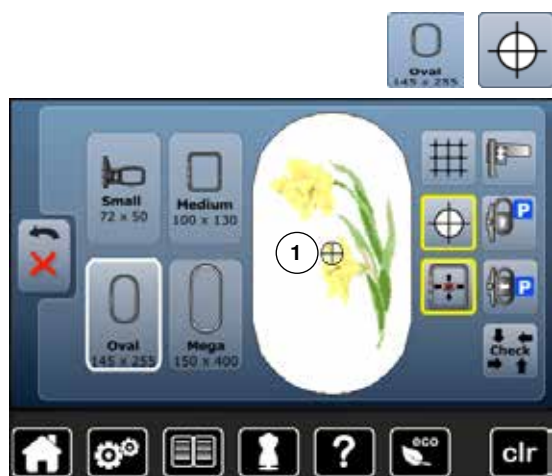 Oval
145 x 255
Small
72 x 50
Medium
100 x 130
1
P
Oval
145 x 255
Mega
150 x 400
P
Check
?
eco
clr